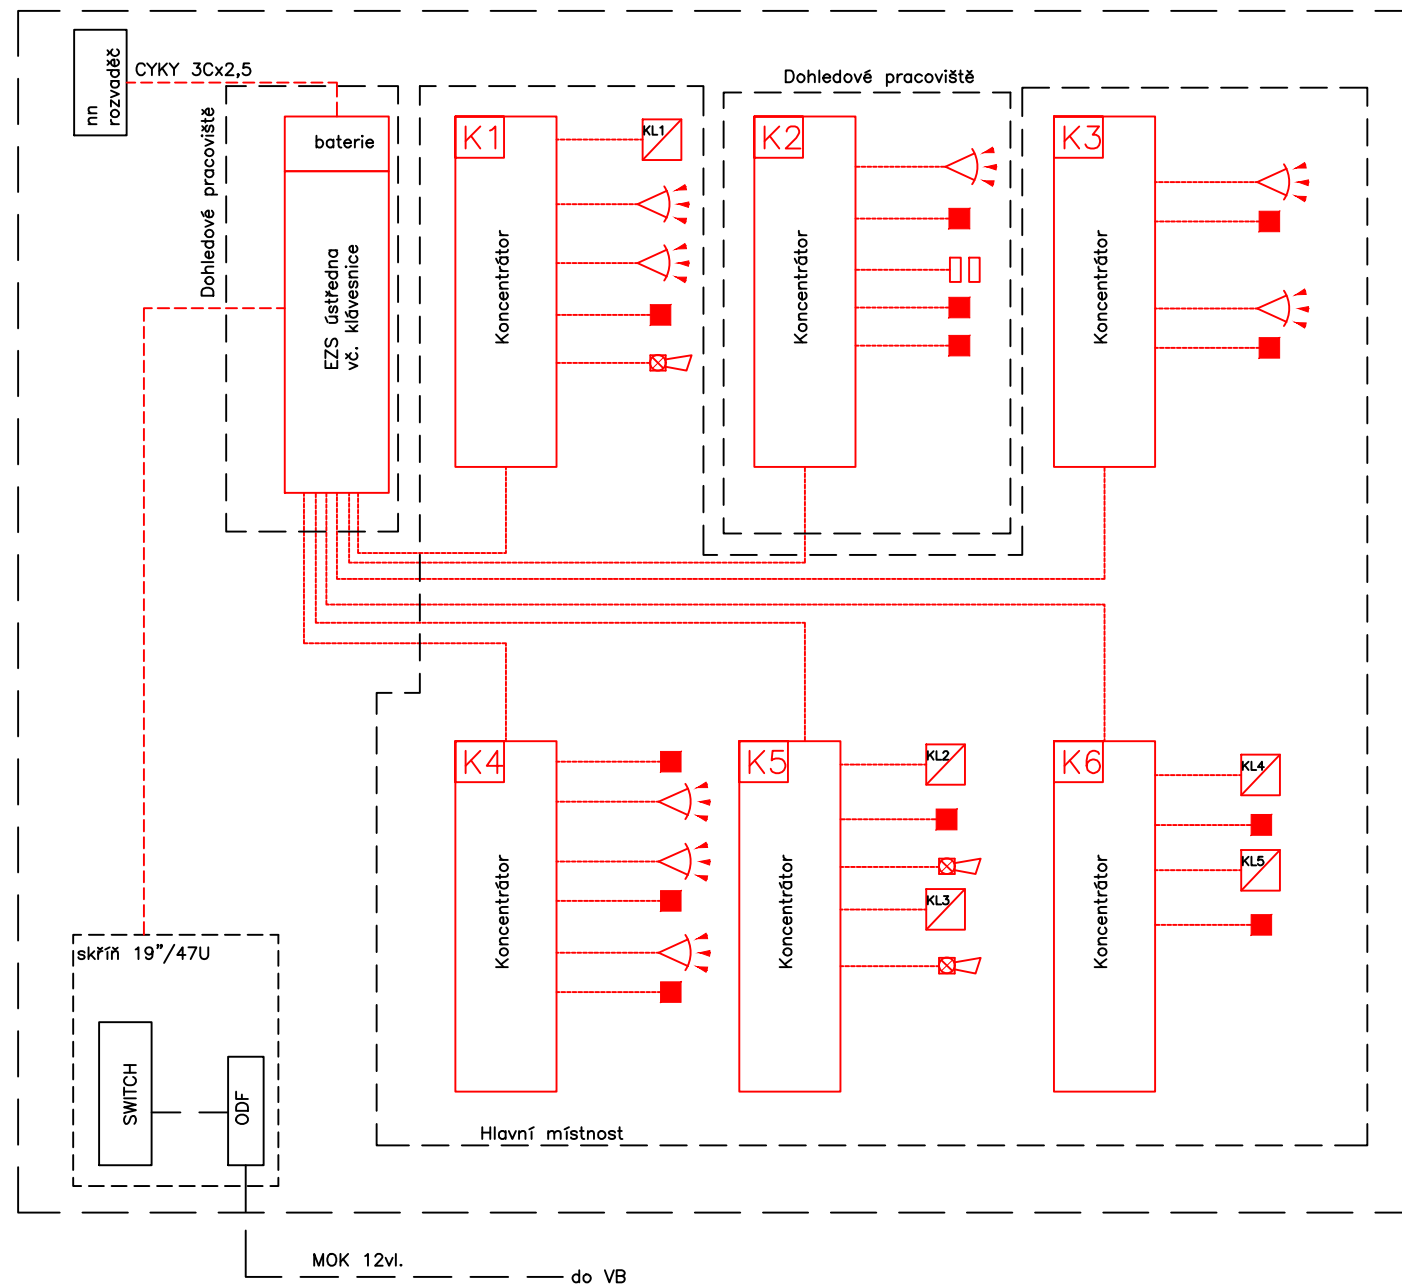 nn
rozvaděč
CYKY 3Cx2,5
Dohledové pracoviště
baterie
EZS ústředna
vč. klávesnice
K1
Koncentrátor
KL1
Dohledové pracoviště
K2
Koncentrátor
K3
Koncentrátor
K4
Koncentrátor
K5
Koncentrátor
KL2
KL3
K6
Koncentrátor
KL4
KL5
Hlavní místnost
skříň 19"/47U
SWITCH
ODF
MOK 12vl.
do VB